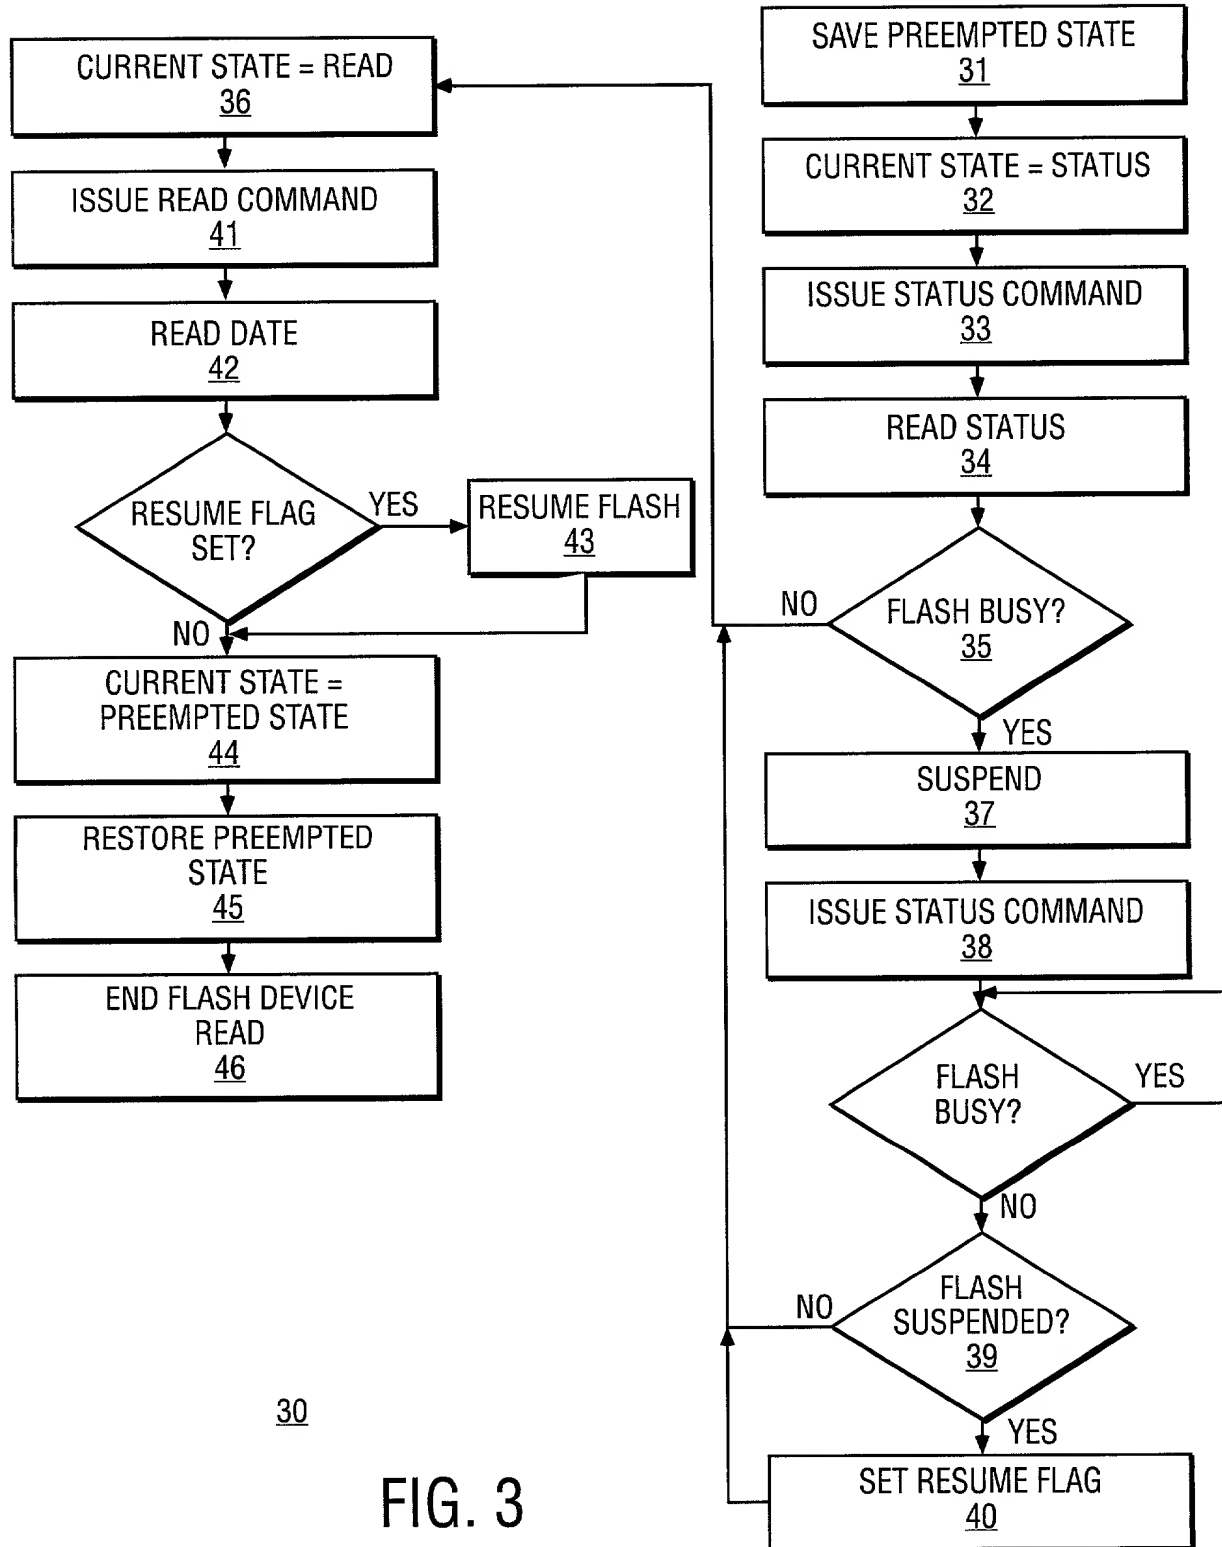 CURRENT STATE = READ
36
ISSUE READ COMMAND
41
READ DATE
42
RESUME FLAG
SET?
YES
RESUME FLASH
43
NO
CURRENT STATE =
PREEMPTED STATE
44
RESTORE PREEMPTED
STATE
45
END FLASH DEVICE
READ
46
SAVE PREEMPTED STATE
31
CURRENT STATE = STATUS
32
ISSUE STATUS COMMAND
33
READ STATUS
34
NO
FLASH BUSY?
35
YES
SUSPEND
37
ISSUE STATUS COMMAND
38
FLASH
BUSY?
YES
NO
FLASH
SUSPENDED?
39
NO
YES
SET RESUME FLAG
40
30
FIG. 3